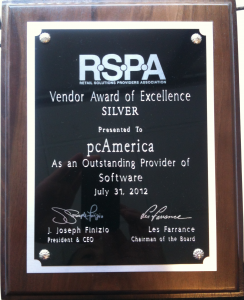 RSPA
RETAIL SOLUTIONS PROVIDERS ASSOCIATION
Vendor Award of Excellence
SILVER
Presented To
pcAmerica
As an Outstanding Provider of
Software
July 31, 2012
J. Joseph Finizio
Les Farrance
President & CEO
Chairman of the Board